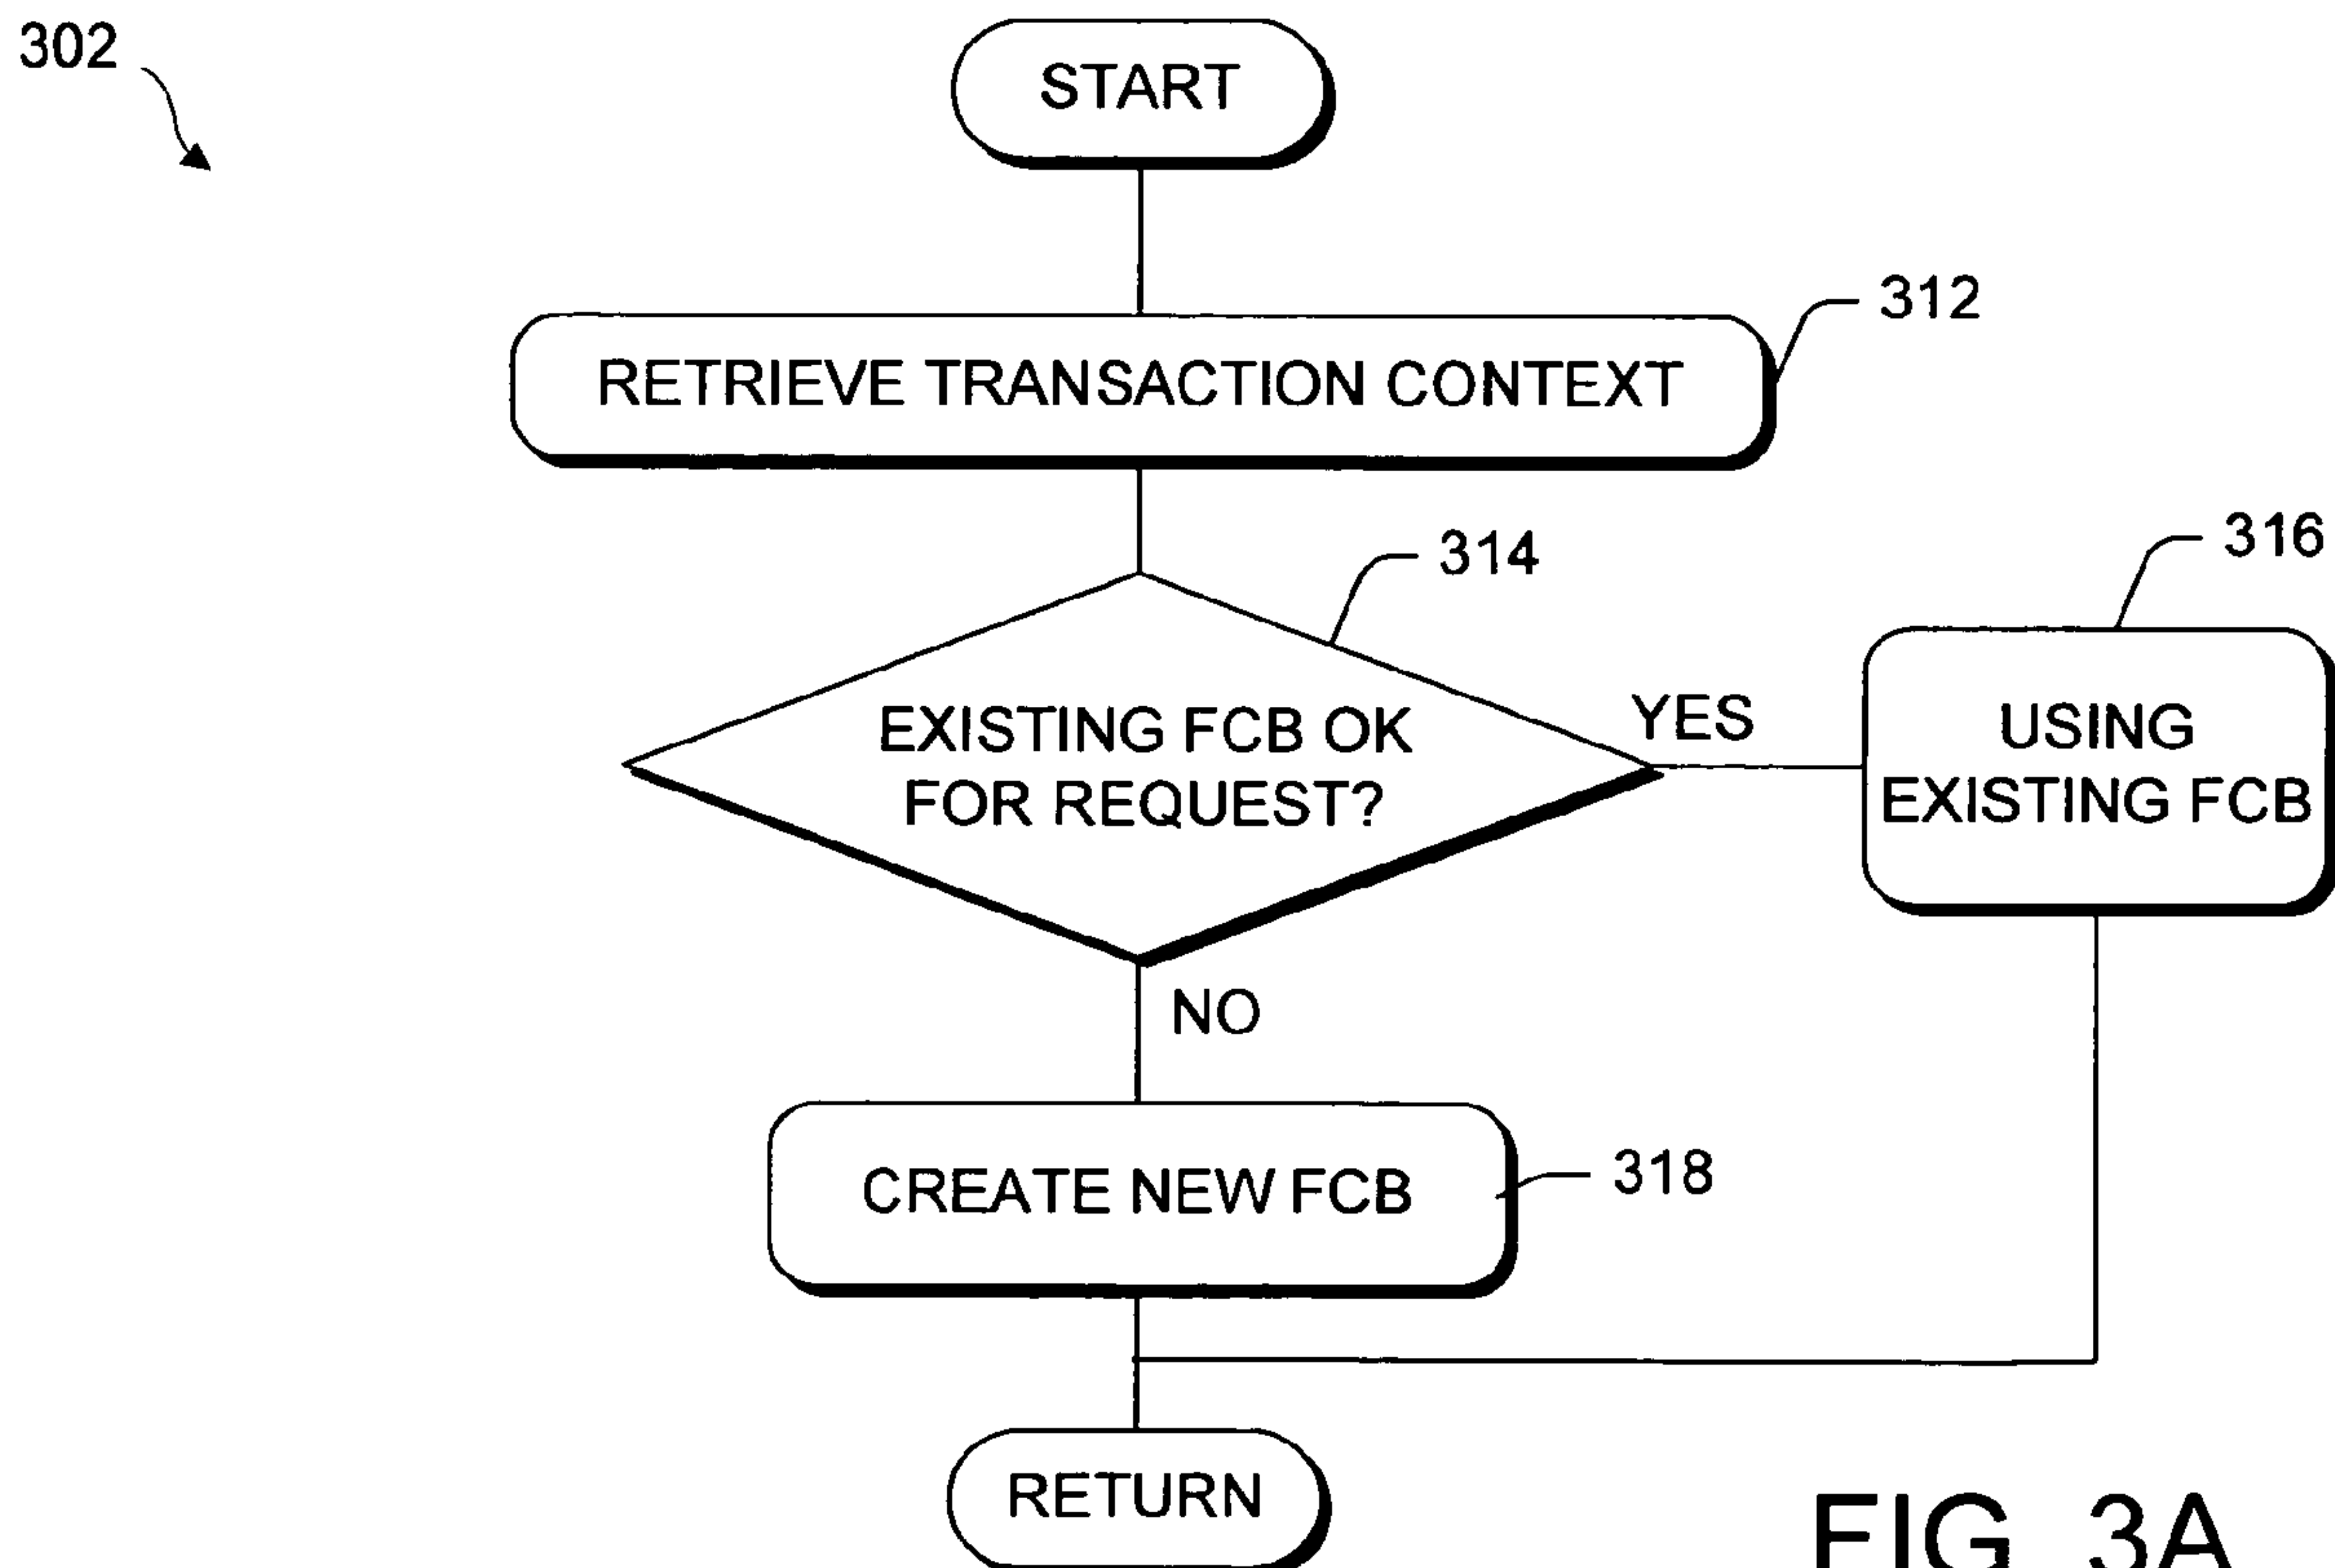 302
START
312
RETRIEVE TRANSACTION CONTEXT
314
316
EXISTING FCB OK
FOR REQUEST?
YES
USING
EXISTING FCB
NO
CREATE NEW FCB
318
RETURN
FIG 3A